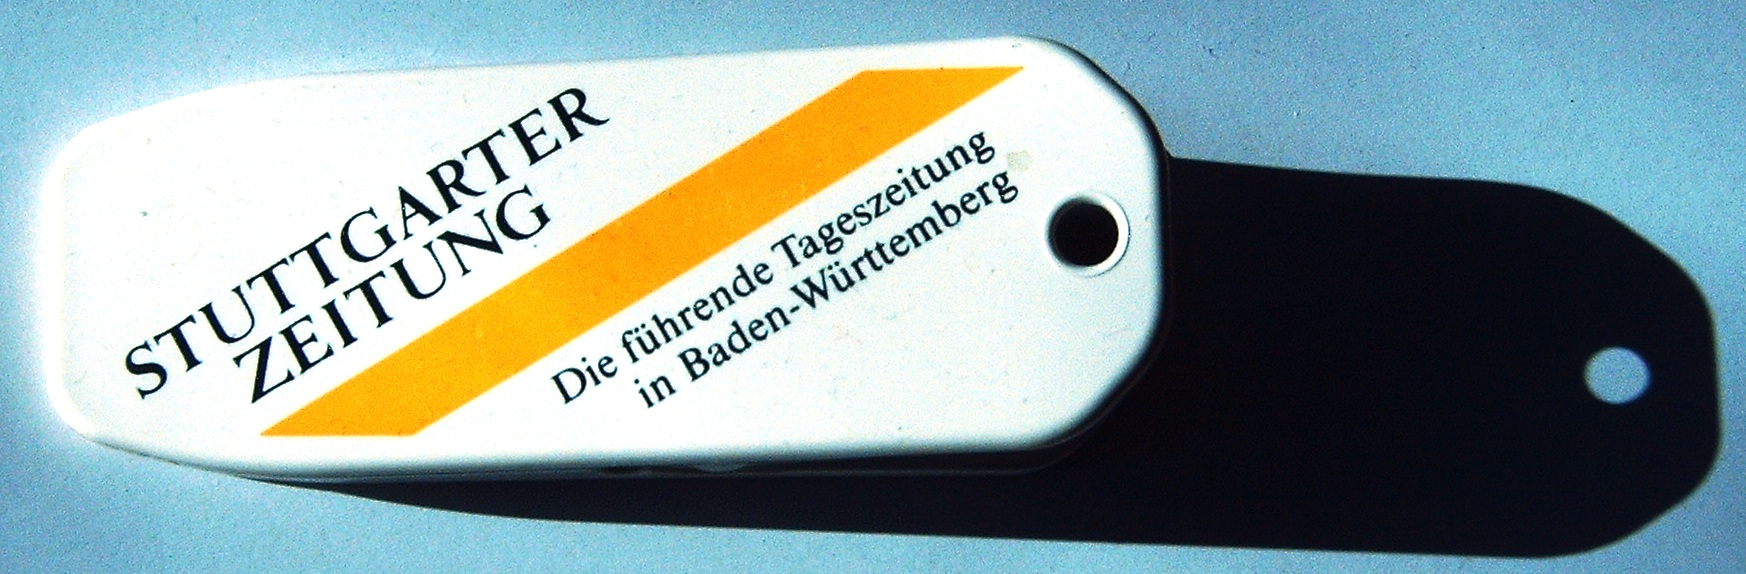 STUTTGARTER
ZEITUNG
Die führende Tageszeitung
in Baden-Württemberg